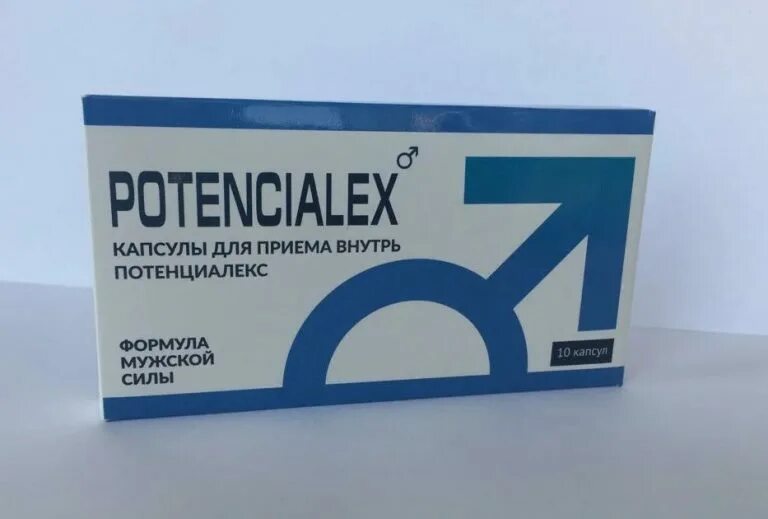 POTENCIALEX
КАПСУЛЫ ДЛЯ ПРИЕМА ВНУТРЬ
ПОТЕНЦИАЛЕКС
ФОРМУЛА
МУЖСКОЙ
СИЛЫ
10 капсул